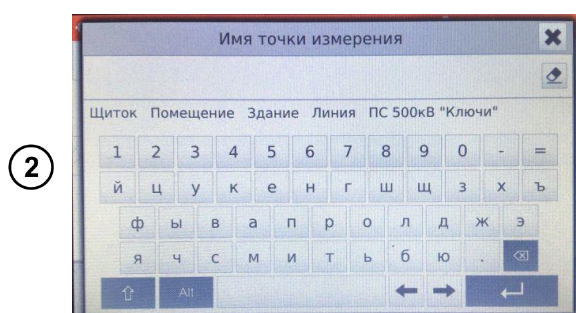 Имя точки измерения
Щиток Помещение Здание Линия ПС 500кВ "Ключи"
1 2 3 4 5 6 7 8 9 0 - =
й ц у к е н г ш щ з х ъ
ф ы в а п р о л д ж э
я ч с м и т ь б ю .
Alt
2